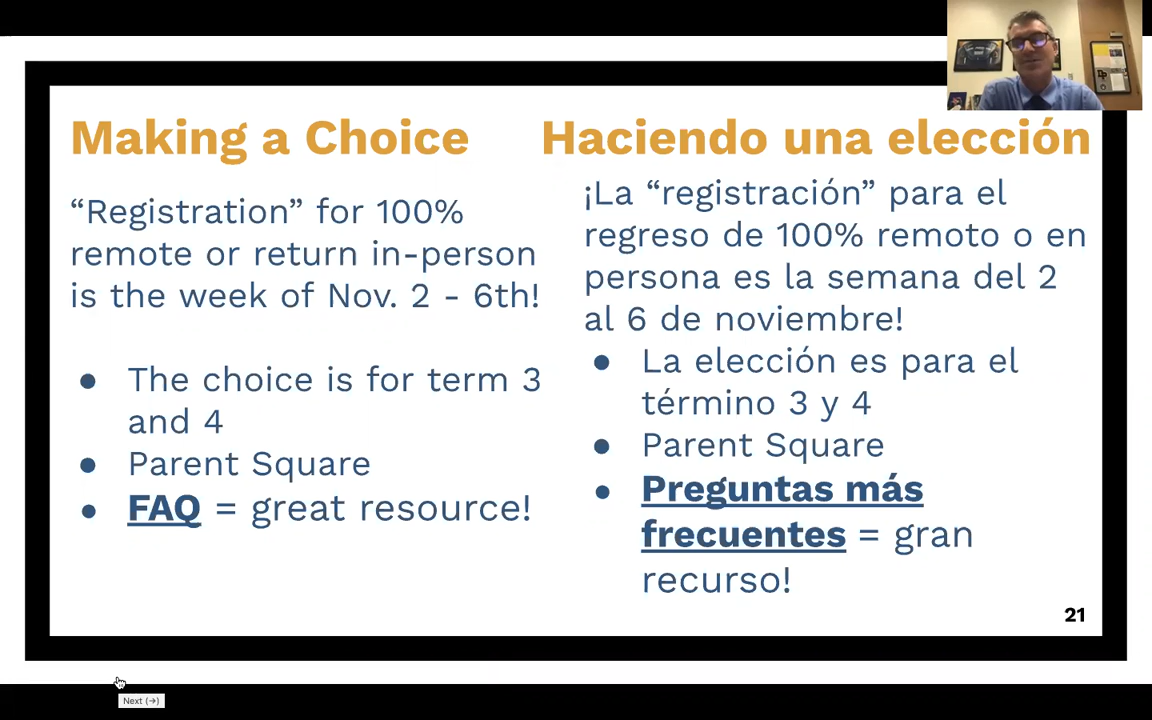 Making a Choice
“Registration” for 100%
remote or return in-person
is the week of Nov. 2 - 6th!
● The choice is for term 3
and 4
● Parent Square
● FAQ = great resource!
Haciendo una elección
¡La “registración” para el
regreso de 100% remoto o en
persona es la semana del 2
al 6 de noviembre!
● La elección es para el
término 3 y 4
● Parent Square
● Preguntas más
frecuentes = gran
recurso!
21
Next (→)